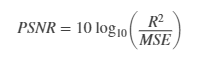 PSNR = 10 log₁₀(R²/MSE)